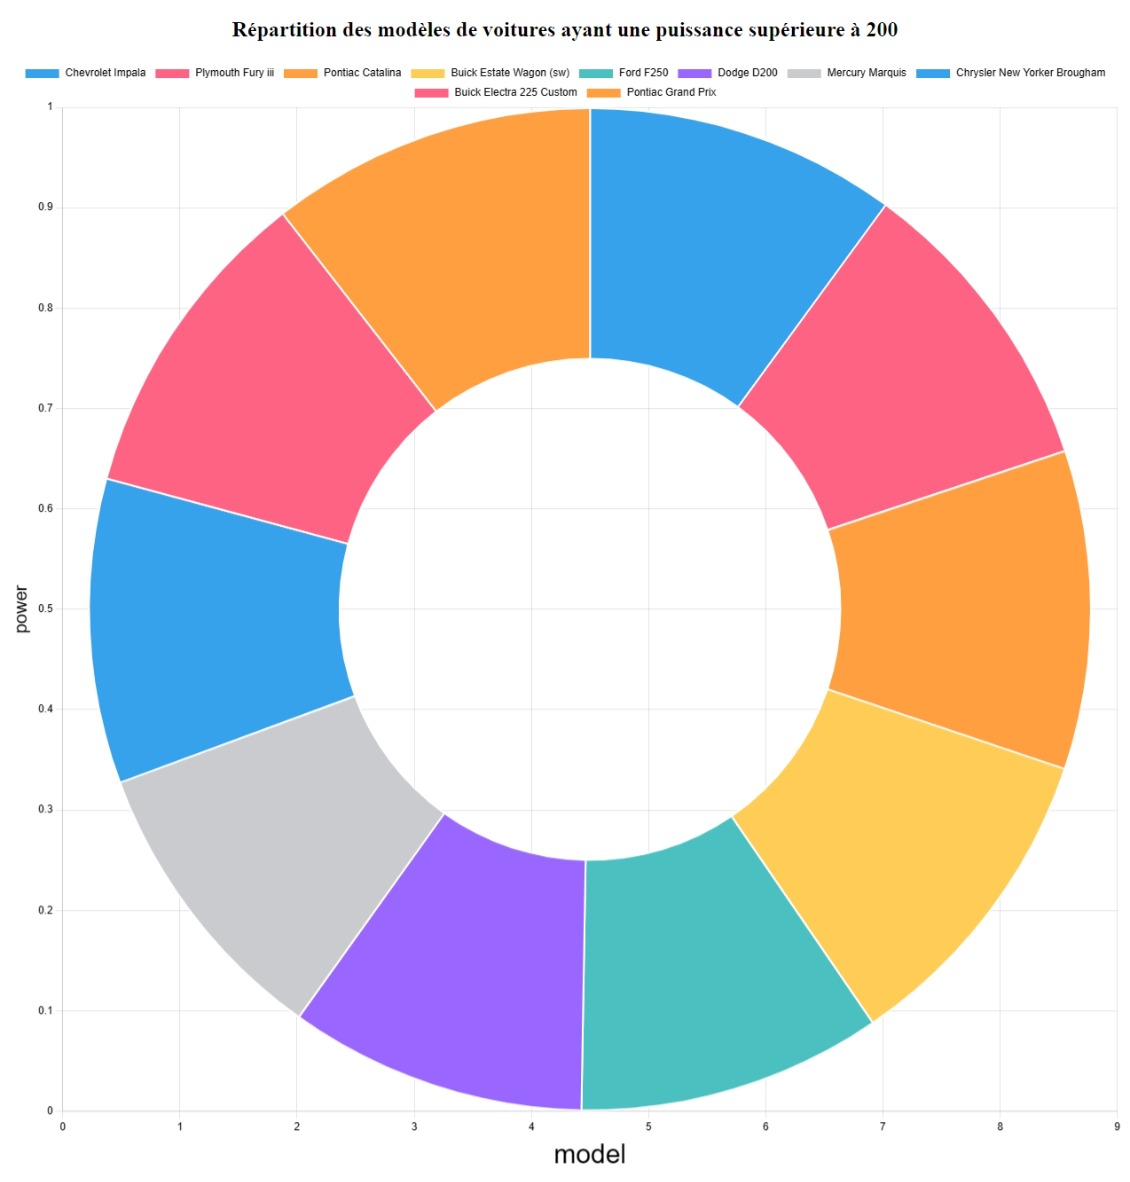 Répartition des modèles de voitures ayant une puissance supérieure à 200
Chevrolet Impala Plymouth Fury iii Pontiac Catalina Buick Estate Wagon (sw) Ford F250 Dodge D200 Mercury Marquis Chrysler New Yorker Brougham
Buick Electra 225 Custom Pontiac Grand Prix
1
0.9
0.8
0.7
0.6
0.5
0.4
0.3
0.2
0.1
0
power
0 1 2 3 4 5 6 7 8 9
model